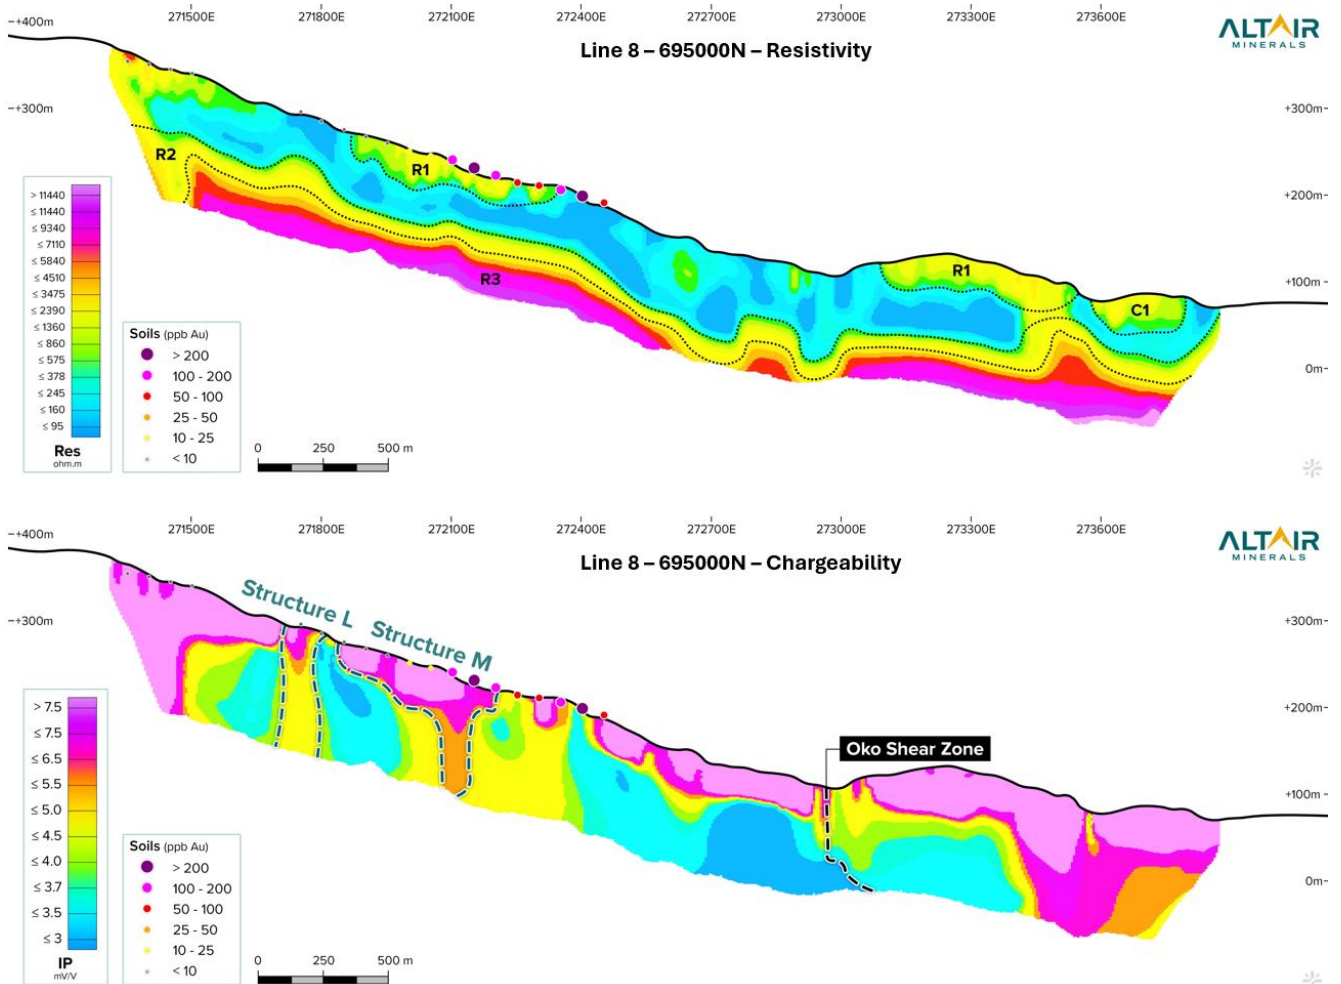 271500E 271800E 272100E 272400E 272700E 273000E 273300E 273600E
+400m
ALTAIR
MINERALS
Line 8 – 695000N – Resistivity
+300m +300m
R2 R1
+200m +200m
R3 R1
+100m
C1
0m
> 11440
≤ 11440
≤ 9340
≤ 7110
≤ 5840
≤ 4510
≤ 3475
≤ 2390
≤ 1360
≤ 860
≤ 575
≤ 378
≤ 245
≤ 160
≤ 95
Res
ohm.m
Soils (ppb Au)
> 200
100 - 200
50 - 100
25 - 50
10 - 25
< 10
0 250 500 m
271500E 271800E 272100E 272400E 272700E 273000E 273300E 273600E
+400m
ALTAIR
MINERALS
Line 8 – 695000N – Chargeability
Structure L
Structure M
+300m +300m
+200m
Oko Shear Zone
+100m
0m
> 7.5
≤ 7.5
≤ 6.5
≤ 5.5
≤ 5.0
≤ 4.5
≤ 4.0
≤ 3.7
≤ 3.5
≤ 3
IP
mV/V
Soils (ppb Au)
> 200
100 - 200
50 - 100
25 - 50
10 - 25
< 10
0 250 500 m